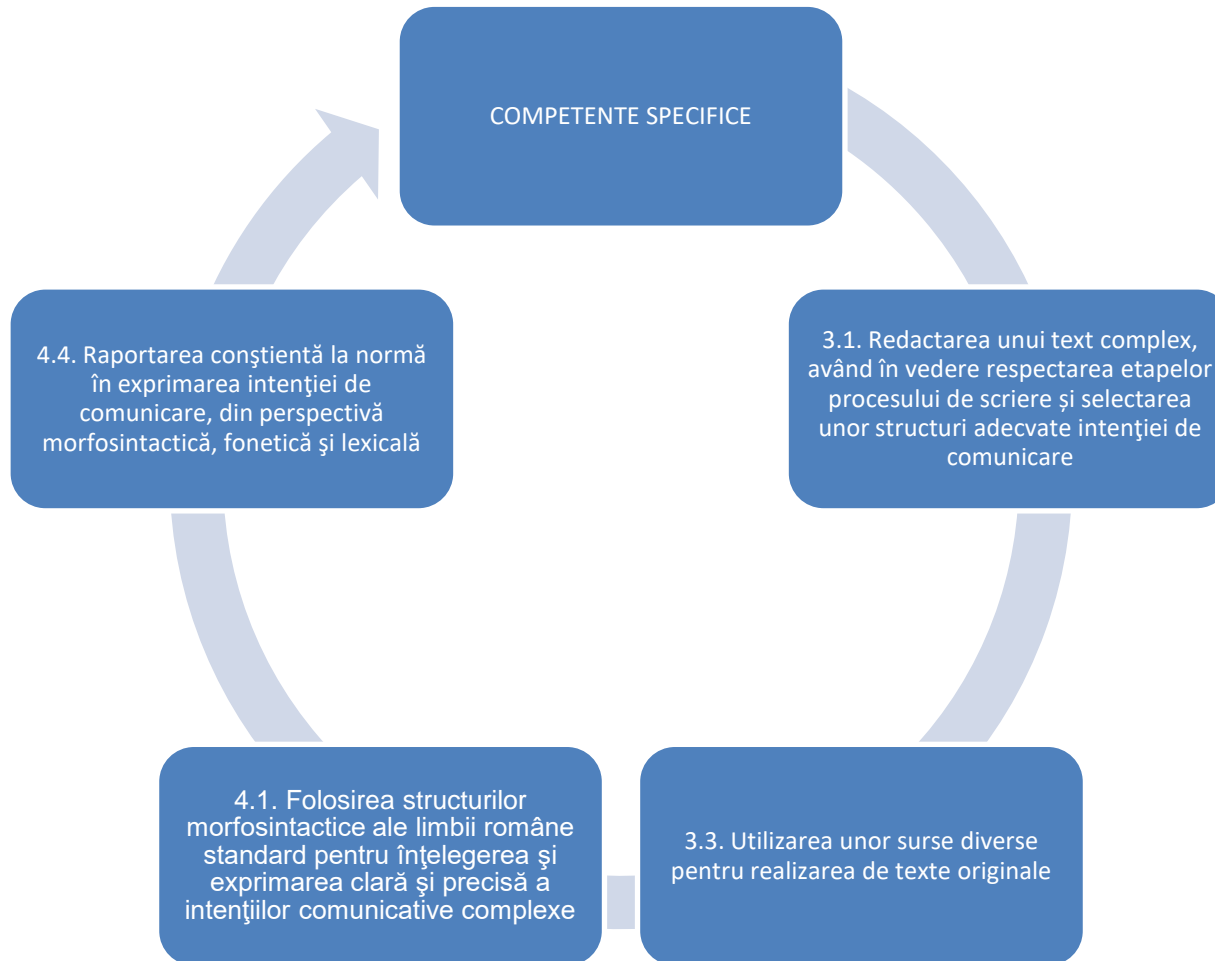 COMPETENTE SPECIFICE
3.1. Redactarea unui text complex,
având în vedere respectarea etapelor
procesului de scriere și selectarea
unor structuri adecvate intenţiei de
comunicare
3.3. Utilizarea unor surse diverse
pentru realizarea de texte originale
4.1. Folosirea structurilor
morfosintactice ale limbii române
standard pentru înţelegerea şi
exprimarea clară şi precisă a
intenţiilor comunicative complexe
4.4. Raportarea conştientă la normă
în exprimarea intenţiei de
comunicare, din perspectivă
morfosintactică, fonetică şi lexicală